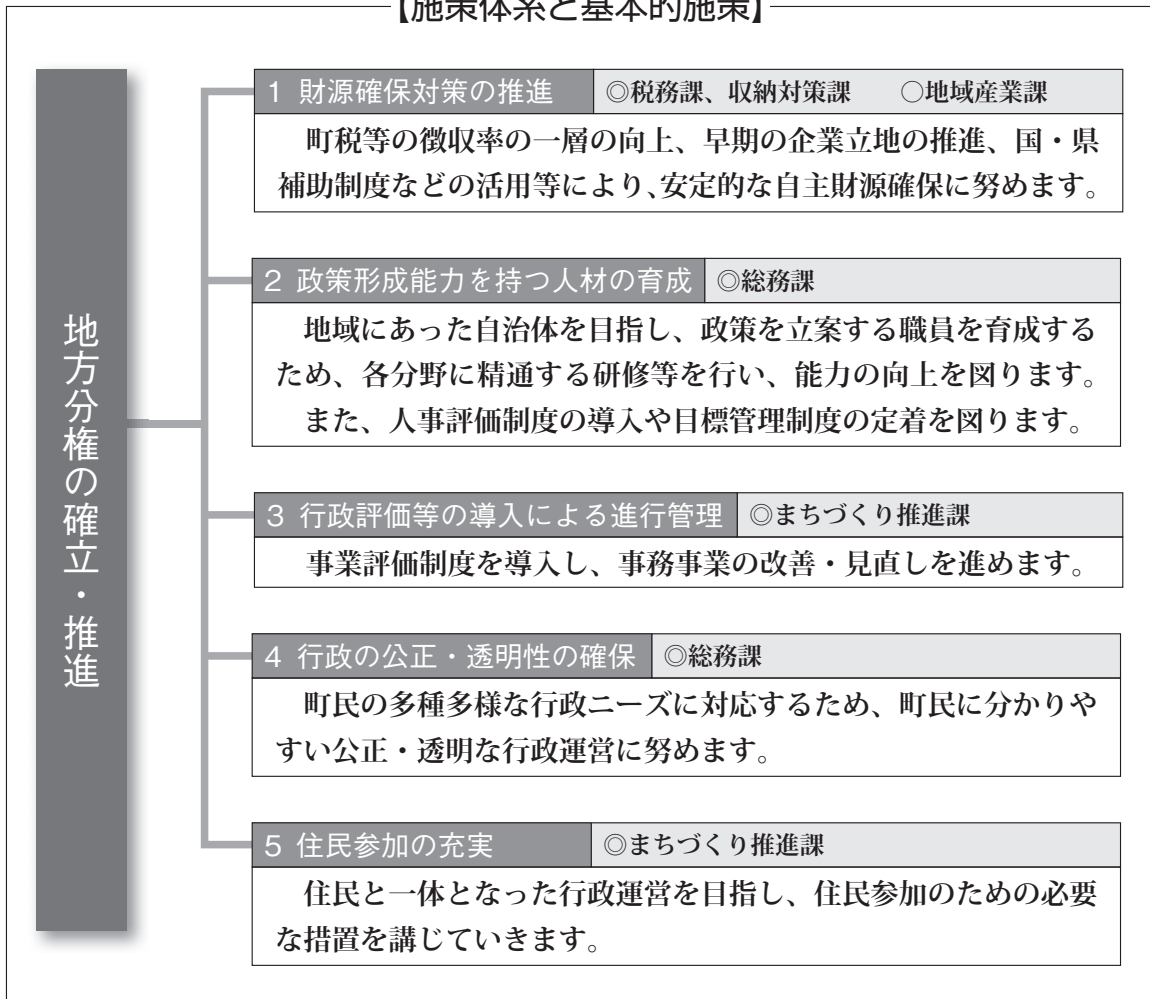 【施策体系と基本的施策】
地方分権の確立・推進
1 財源確保対策の推進 ◎税務課、収納対策課 ○地域産業課
町税等の徴収率の一層の向上、早期の企業立地の推進、国・県
補助制度などの活用等により、安定的な自主財源確保に努めます。
2 政策形成能力を持つ人材の育成 ◎総務課
地域にあった自治体を目指し、政策を立案する職員を育成する
ため、各分野に精通する研修等を行い、能力の向上を図ります。
また、人事評価制度の導入や目標管理制度の定着を図ります。
3 行政評価等の導入による進行管理 ◎まちづくり推進課
事業評価制度を導入し、事務事業の改善・見直しを進めます。
4 行政の公正・透明性の確保 ◎総務課
町民の多種多様な行政ニーズに対応するため、町民に分かりや
すい公正・透明な行政運営に努めます。
5 住民参加の充実 ◎まちづくり推進課
住民と一体となった行政運営を目指し、住民参加のための必要
な措置を講じていきます。